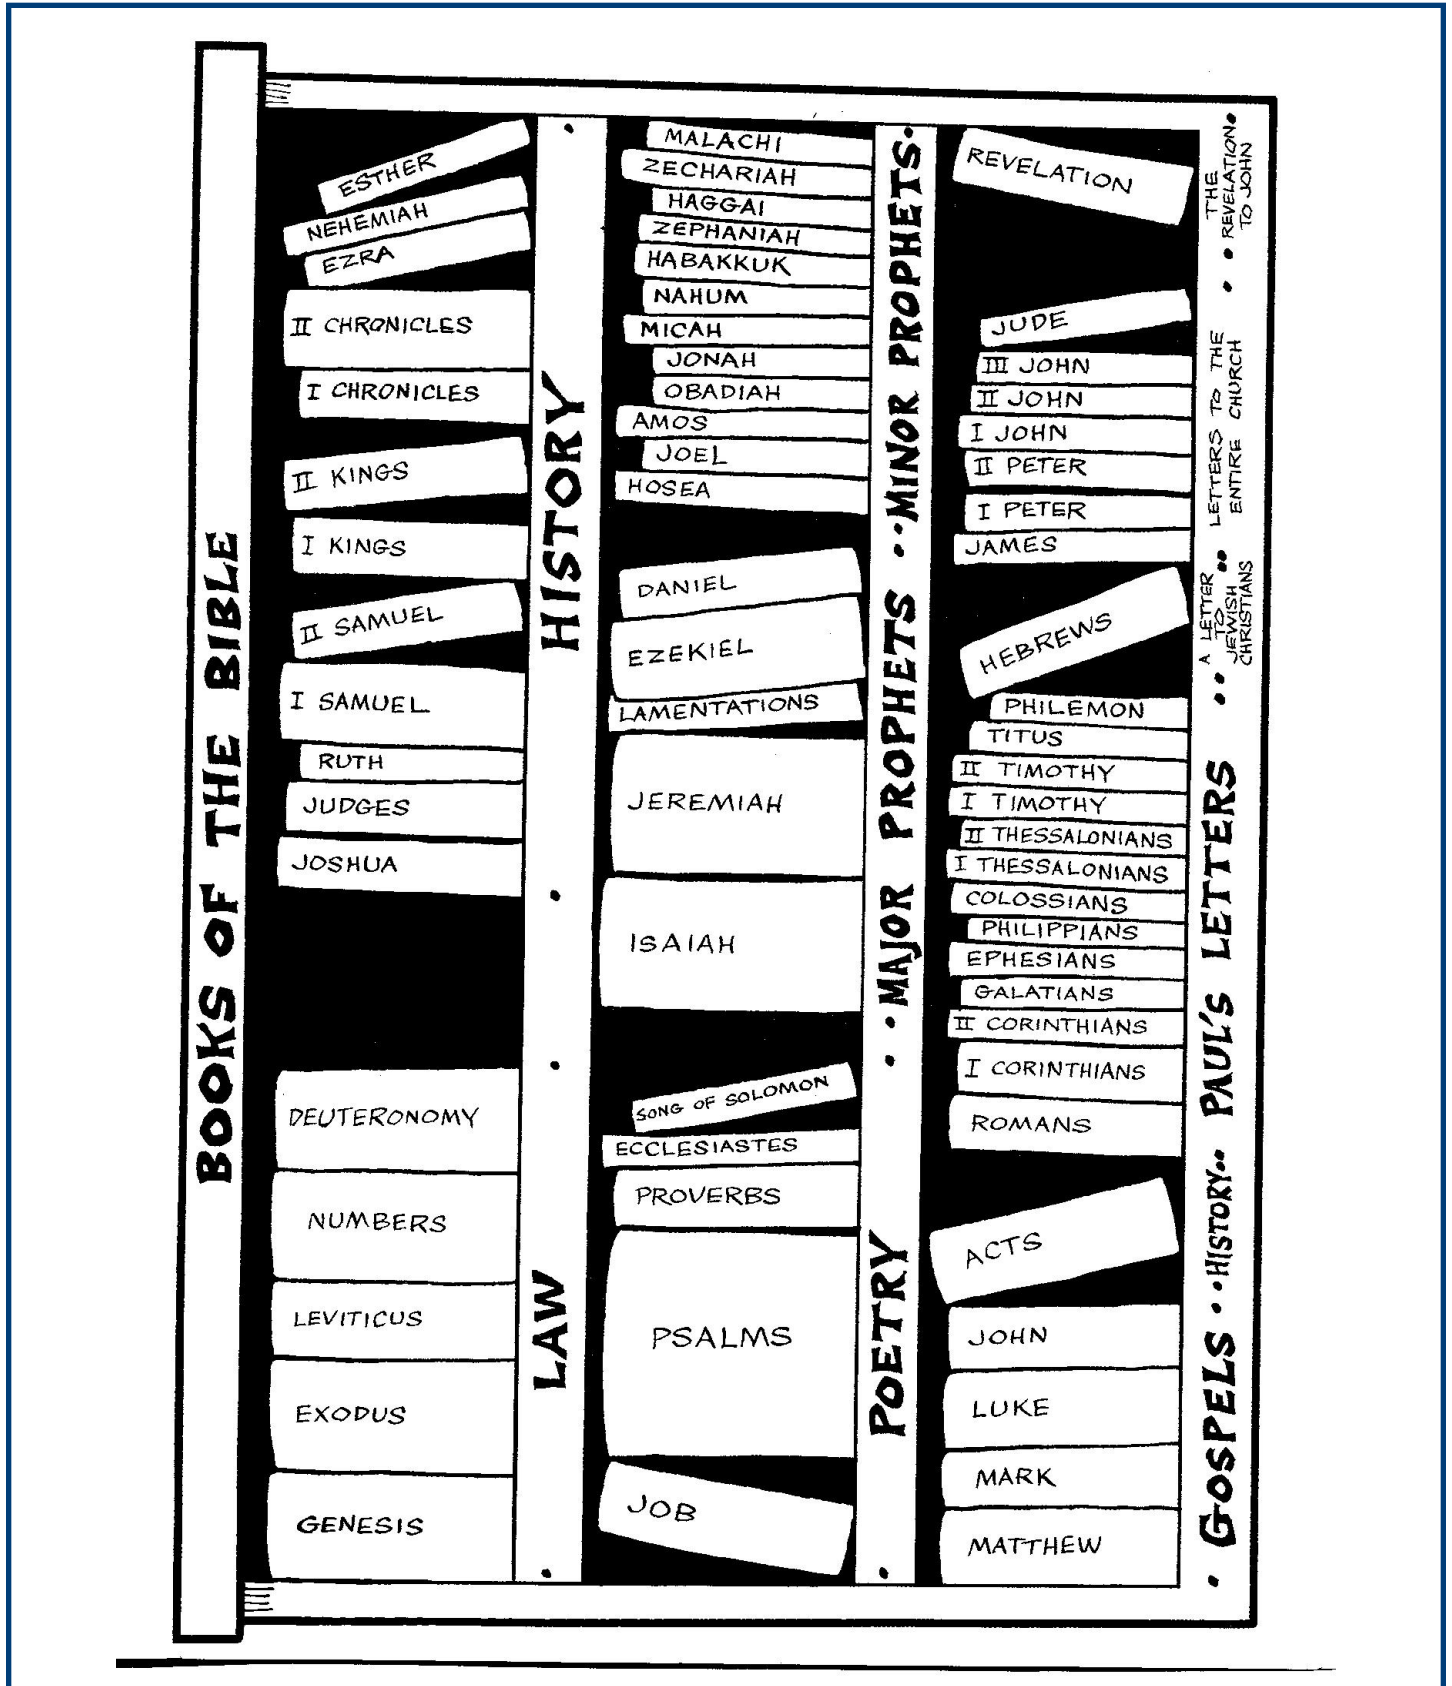 BOOKS OF THE BIBLE
GENESIS
EXODUS
LEVITICUS
NUMBERS
DEUTERONOMY
JOSHUA
JUDGES
RUTH
I SAMUEL
II SAMUEL
I KINGS
II KINGS
I CHRONICLES
II CHRONICLES
EZRA
NEHEMIAH
ESTHER
• LAW • • HISTORY •
JOB
PSALMS
PROVERBS
ECCLESIASTES
SONG OF SOLOMON
ISAIAH
JEREMIAH
LAMENTATIONS
EZEKIEL
DANIEL
HOSEA
JOEL
AMOS
OBADIAH
JONAH
MICAH
NAHUM
HABAKKUK
ZEPHANIAH
HAGGAI
ZECHARIAH
MALACHI
• POETRY • • • MAJOR PROPHETS • • MINOR PROPHETS •
MATTHEW
MARK
LUKE
JOHN
ACTS
ROMANS
I CORINTHIANS
II CORINTHIANS
GALATIANS
EPHESIANS
PHILIPPIANS
COLOSSIANS
I THESSALONIANS
II THESSALONIANS
I TIMOTHY
II TIMOTHY
TITUS
PHILEMON
HEBREWS
JAMES
I PETER
II PETER
I JOHN
II JOHN
III JOHN
JUDE
REVELATION
• GOSPELS • • HISTORY • • PAUL'S LETTERS • •
A LETTER
TO
JEWISH
CHRISTIANS
• •
LETTERS TO THE
ENTIRE CHURCH
• •
THE
• REVELATION •
TO JOHN